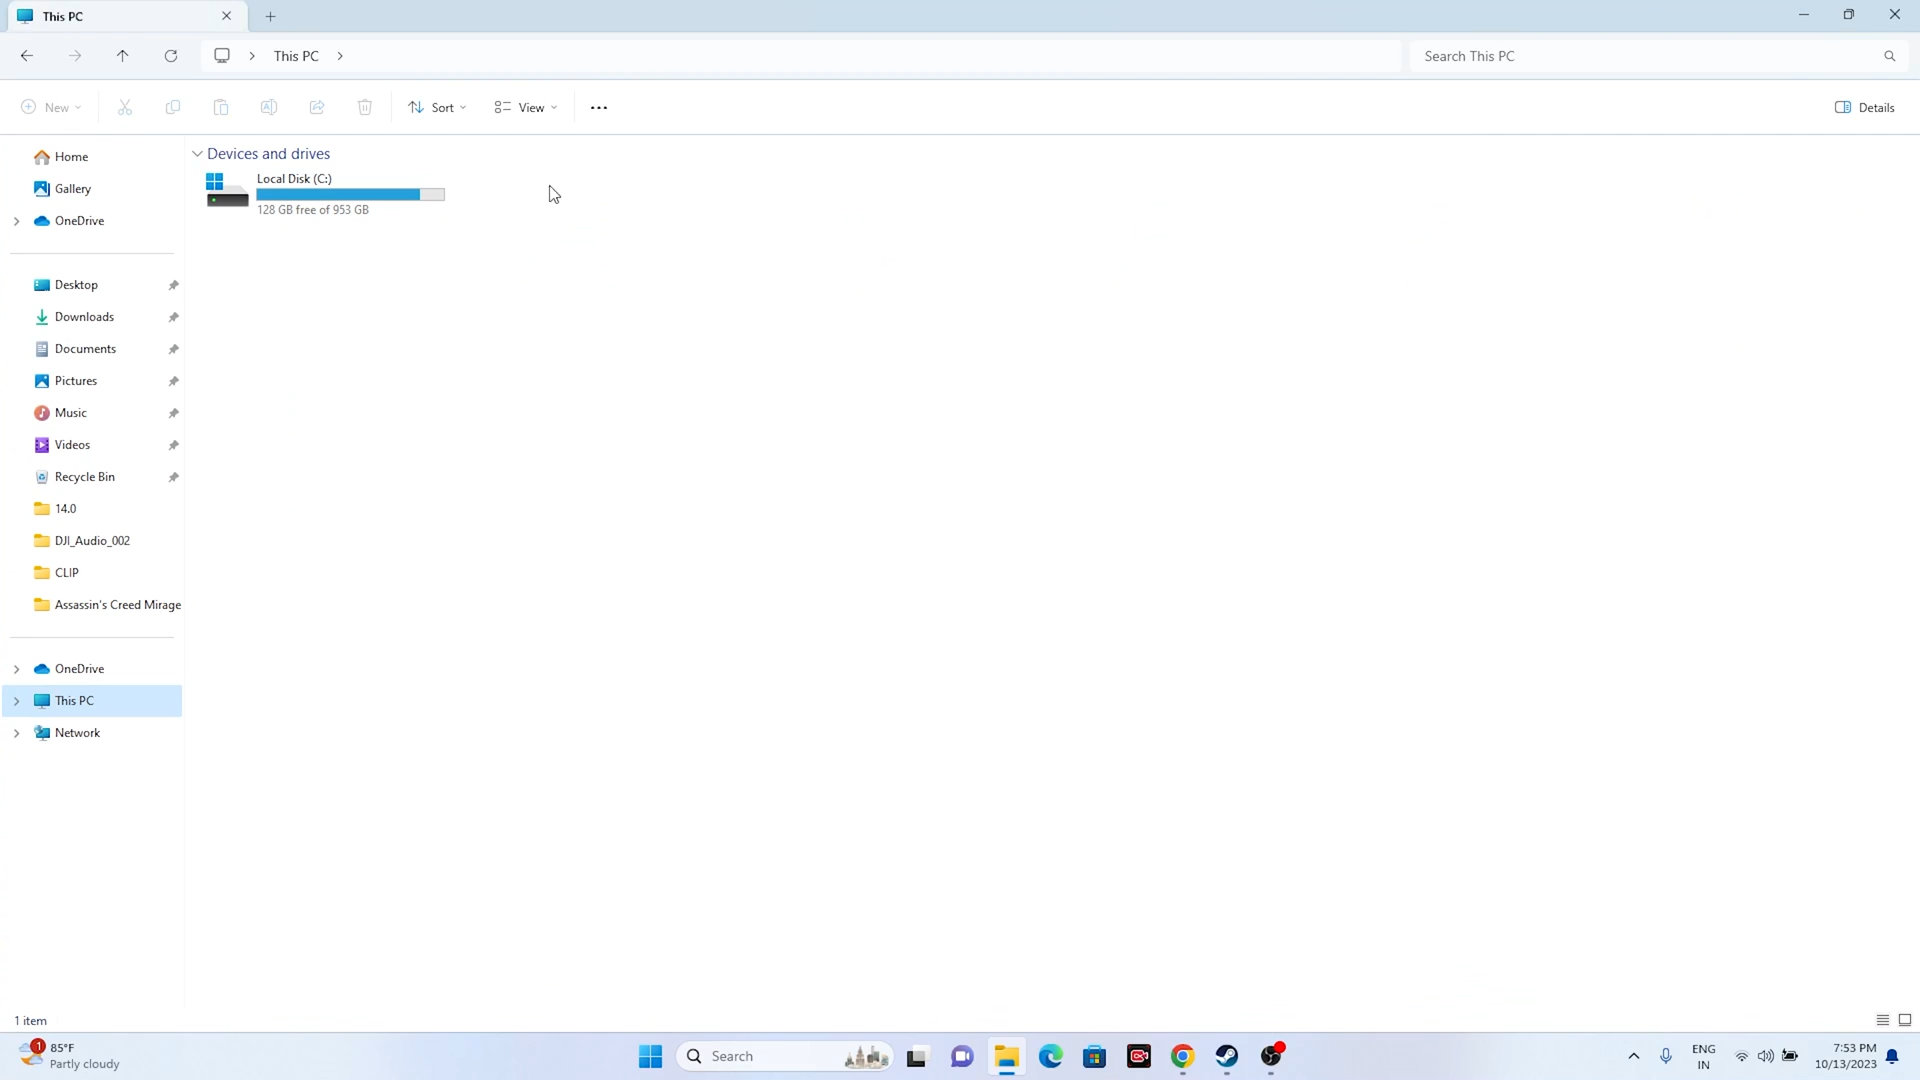 This PC
This PC
Search This PC
New
Sort
View
Details
Home
Gallery
OneDrive
Desktop
Downloads
Documents
Pictures
Music
Videos
Recycle Bin
14.0
DJI_Audio_002
CLIP
Assassin's Creed Mirage
OneDrive
This PC
Network
Devices and drives
Local Disk (C:)
128 GB free of 953 GB
1 item
1
85°F
Partly cloudy
Search
ENG
IN
7:53 PM
10/13/2023